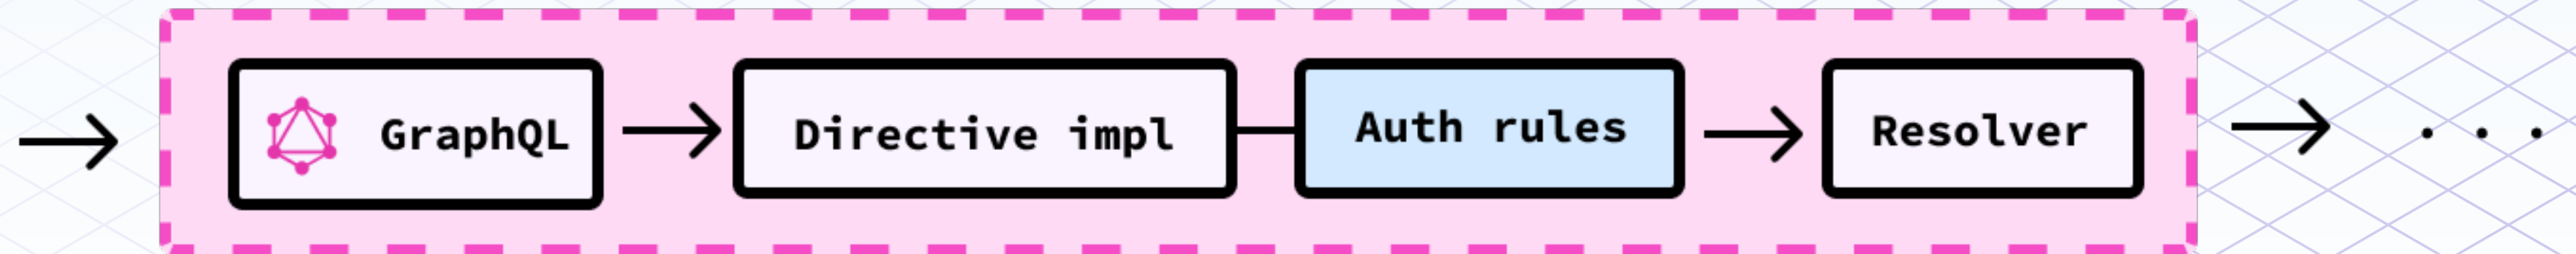 GraphQL
Directive impl
Auth rules
Resolver
. . .